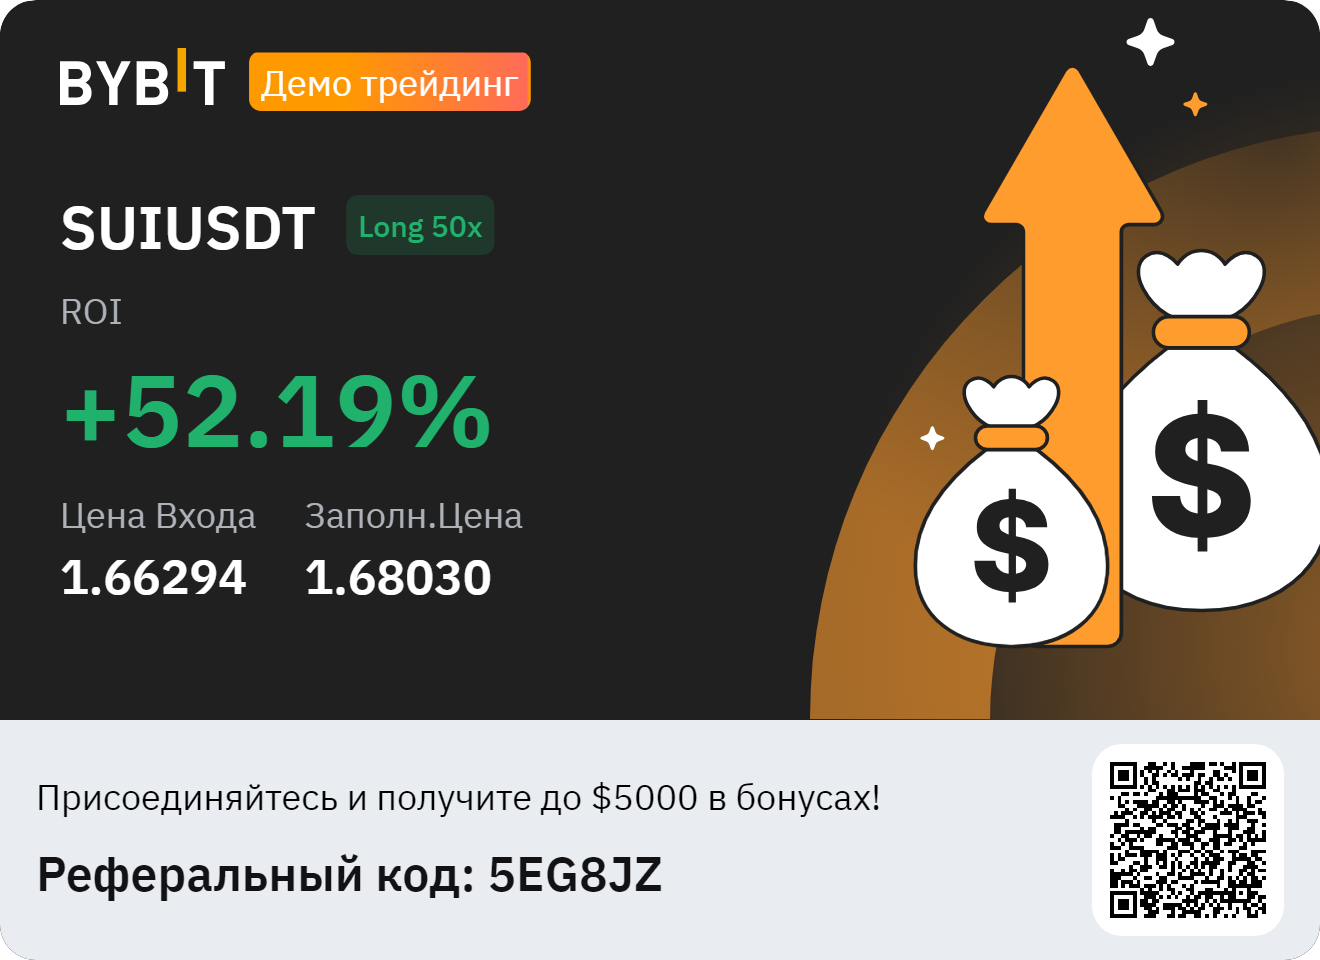 BYBIT Демо трейдинг
SUIUSDT Long 50x
ROI
+52.19%
Цена Входа Заполн.Цена
1.66294 1.68030
$ $
Присоединяйтесь и получите до $5000 в бонусах!
Реферальный код: 5EG8JZ